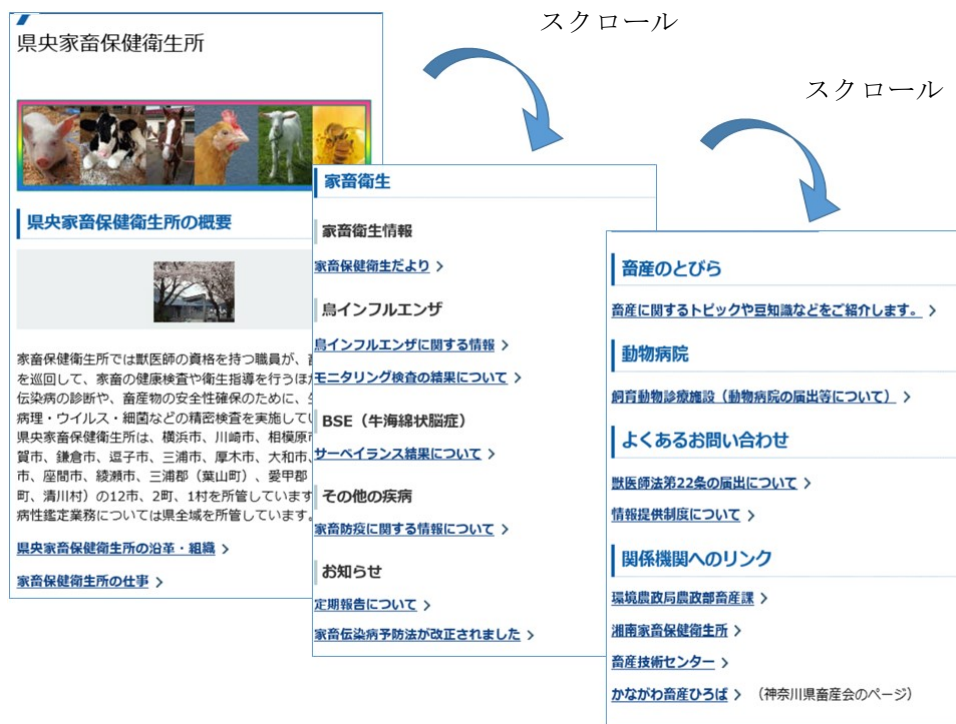 スクロール
スクロール
県央家畜保健衛生所
県央家畜保健衛生所の概要
家畜保健衛生所では獣医師の資格を持つ職員が、
を巡回して、家畜の健康検査や衛生指導を行うほ
伝染病の診断や、畜産物の安全性確保のために、
病理・ウイルス・細菌などの精密検査を実施して
県央家畜保健衛生所は、横浜市、川崎市、相模原
賀市、鎌倉市、逗子市、三浦市、厚木市、大和市、
市、座間市、綾瀬市、三浦郡（葉山町）、愛甲郡
町、清川村）の12市、2町、1村を所管しています
病性鑑定業務については県全域を所管しています。
県央家畜保健衛生所の沿革・組織 >
家畜保健衛生所の仕事 >
家畜衛生
家畜衛生情報
家畜保健衛生だより >
鳥インフルエンザ
鳥インフルエンザに関する情報 >
モニタリング検査の結果について >
BSE（牛海綿状脳症）
サーベイランス結果について >
その他の疾病
家畜防疫に関する情報について >
お知らせ
定期報告について >
家畜伝染病予防法が改正されました >
畜産のとびら
畜産に関するトピックや豆知識などをご紹介します。 >
動物病院
飼育動物診療施設（動物病院の届出等について） >
よくあるお問い合わせ
獣医師法第22条の届出について >
情報提供制度について >
関係機関へのリンク
環境農政局農政部畜産課 >
湘南家畜保健衛生所 >
畜産技術センター >
かながわ畜産ひろば > （神奈川県畜産会のページ）